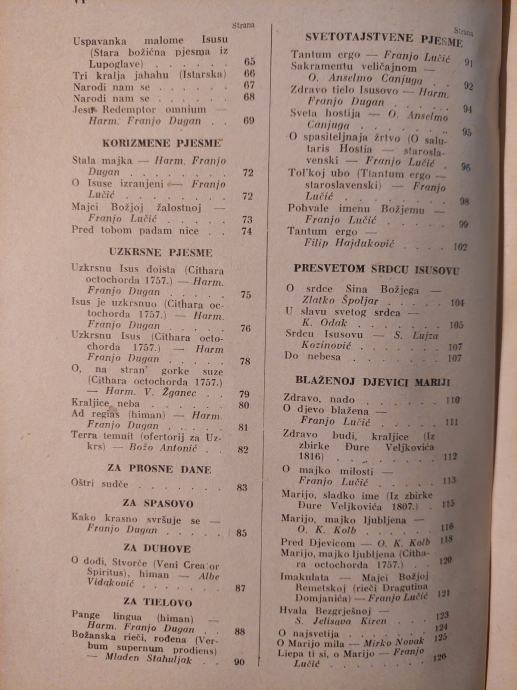 VI
Strana
Uspavanka malome Isusu
(Stara božićna pjesma iz
Lupoglave) . . . . . . 65
Tri kralja jahahu (Istarska) 66
Narodi nam se . . . . . 67
Narodi nam se . . . . . 68
Jesu Redemptor omnium —
Harm. Franjo Dugan . . . 69
KORIZMENE PJESME
Stala majka — Harm. Franjo
Dugan . . . . . . . 72
O Isuse izranjeni — Franjo
Lučić . . . . . . . 72
Majci Božjoj žalostnoj —
Franjo Lučić . . . . . 73
Pred tobom padam nice . . 74
UZKRSNE PJESME
Uzkrsnu Isus doista (Cithara
octochorda 1757.) — Harm.
Franjo Dugan . . . . . 75
Isus je uzkrsnuo (Cithara oc-
tochorda 1757.) — Harm.
Franjo Dugan . . . . . 76
Uzkrsnu Isus (Cithara octo-
chorda 1757.) — Harm
Franjo Dugan . . . . . 78
O, na stran' gorke suze
(Cithara octochorda 1757.)
— Harm. V. Žganec . . . 79
Kraljice neba . . . . . 80
Ad regias (himan) — Harm.
Franjo Dugan . . . . . 81
Terra temuit (ofertorij za Uz-
krs) — Božo Antonić . . 82
ZA PROSNE DANE
Oštri sudče . . . . . . 83
ZA SPASOVO
Kako krasno svršuje se —
Franjo Dugan . . . . . 85
ZA DUHOVE
O dođi, Stvorče (Veni Creator
Spiritus), himan — Albe
Vidaković . . . . . . 87
ZA TIELOVO
Pange lingua (himan) —
Harm. Franjo Dugan . . . 88
Božanska rieči, rođena (Ver-
bum supernum prodiens)
— Mladen Stahuljak . . . 90
Strana
SVETOTAJSTVENE PJESME
Tantum ergo — Franjo Lučić 91
Sakramentu veličajnom —
O. Anselmo Canjuga . . . 92
Zdravo tielo Isusovo — Harm.
Franjo Dugan . . . . . 94
Sveta hostija — O. Anselmo
Canjuga . . . . . . 95
O spasiteljnaja žrtvo (O salu-
taris Hostia — starosla-
venski — Franjo Lučić . . 96
Tol'koj ubo (Tiantum ergo —
staroslavenski) — Franjo
Lučić . . . . . . . 98
Pohvale imenu Božjemu —
Franjo Lučić . . . . . 99
Tantum ergo —
Filip Hajduković . . . . 102
PRESVETOM SRDCU ISUSOVU
O srdce Sina Božjega —
Zlatko Špoljar . . . . . 104
U slavu svetog srdca —
K. Odak . . . . . . 105
Srdcu Isusovu — S. Lujza
Kozinović . . . . . . 107
Do nebesa . . . . . . 107
BLAŽENOJ DJEVICI MARIJI
Zdravo, nado . . . . . 110
O djevo blažena —
Franjo Lučić . . . . . 111
Zdravo budi, kraljice (Iz
zbirke Đure Veljkovića
1816) . . . . . . . 112
O majko milosti —
Franjo Lučić . . . . . 113
Marijo, sladko ime (Iz zbirke
Đure Veljkovića 1807.) . 115
Marijo, majko ljubljena —
O. K. Kolb . . . . . 116
Pred Djevicom — O. K. Kolb 118
Marijo, majko ljubljena (Citha-
ra octochorda 1757.) . . 120
Imakulata — Majci Božjoj
Remetskoj (rieči Dragutina
Domjanića) — Franjo Lučić 121
Hvala Bezgrješnoj —
S. Jelisava Kiren . . . 123
O najsvetija . . . . . 124
O Marijo mila — Mirko Novak 125
Liepa ti si, o Marijo — Franjo
Lučić . . . . . . . 126